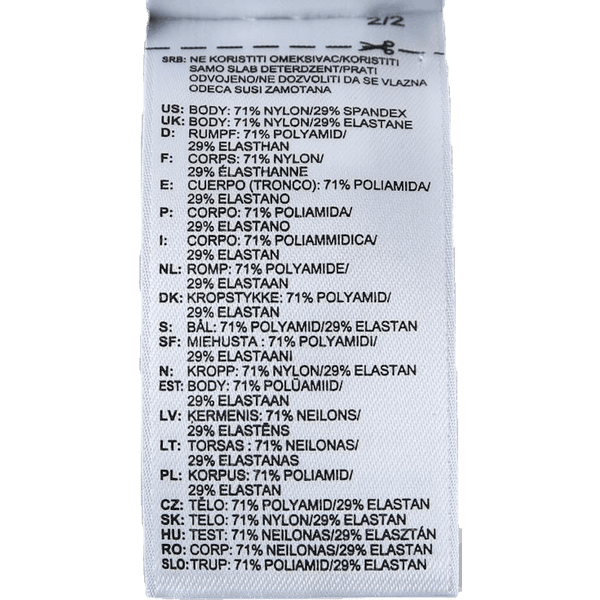 2/2
SRB: NE KORISTITI OMEKSIVAC/KORISTITI
SAMO SLAB DETERDZENT/PRATI
ODVOJENO/NE DOZVOLITI DA SE VLAZNA
ODECA SUSI ZAMOTANA
US: BODY: 71% NYLON/29% SPANDEX
UK: BODY: 71% NYLON/29% ELASTANE
D: RUMPF: 71% POLYAMID/
29% ELASTHAN
F: CORPS: 71% NYLON/
29% ÉLASTHANNE
E: CUERPO (TRONCO): 71% POLIAMIDA/
29% ELASTANO
P: CORPO: 71% POLIAMIDA/
29% ELASTANO
I: CORPO: 71% POLIAMMIDICA/
29% ELASTAN
NL: ROMP: 71% POLYAMIDE/
29% ELASTAAN
DK: KROPSTYKKE: 71% POLYAMID/
29% ELASTAN
S: BÅL: 71% POLYAMID/29% ELASTAN
SF: MIEHUSTA : 71% POLYAMIDI/
29% ELASTAANI
N: KROPP: 71% NYLON/29% ELASTAN
EST: BODY: 71% POLÜAMIID/
29% ELASTAAN
LV: ĶERMENIS: 71% NEILONS/
29% ELASTĒNS
LT: TORSAS : 71% NEILONAS/
29% ELASTANAS
PL: KORPUS: 71% POLIAMID/
29% ELASTAN
CZ: TĚLO: 71% POLYAMID/29% ELASTAN
SK: TELO: 71% NYLON/29% ELASTAN
HU: TEST: 71% NEILONAS/29% ELASZTÁN
RO: CORP: 71% NEILONAS/29% ELASTAN
SLO: TRUP: 71% POLIAMID/29% ELASTAN